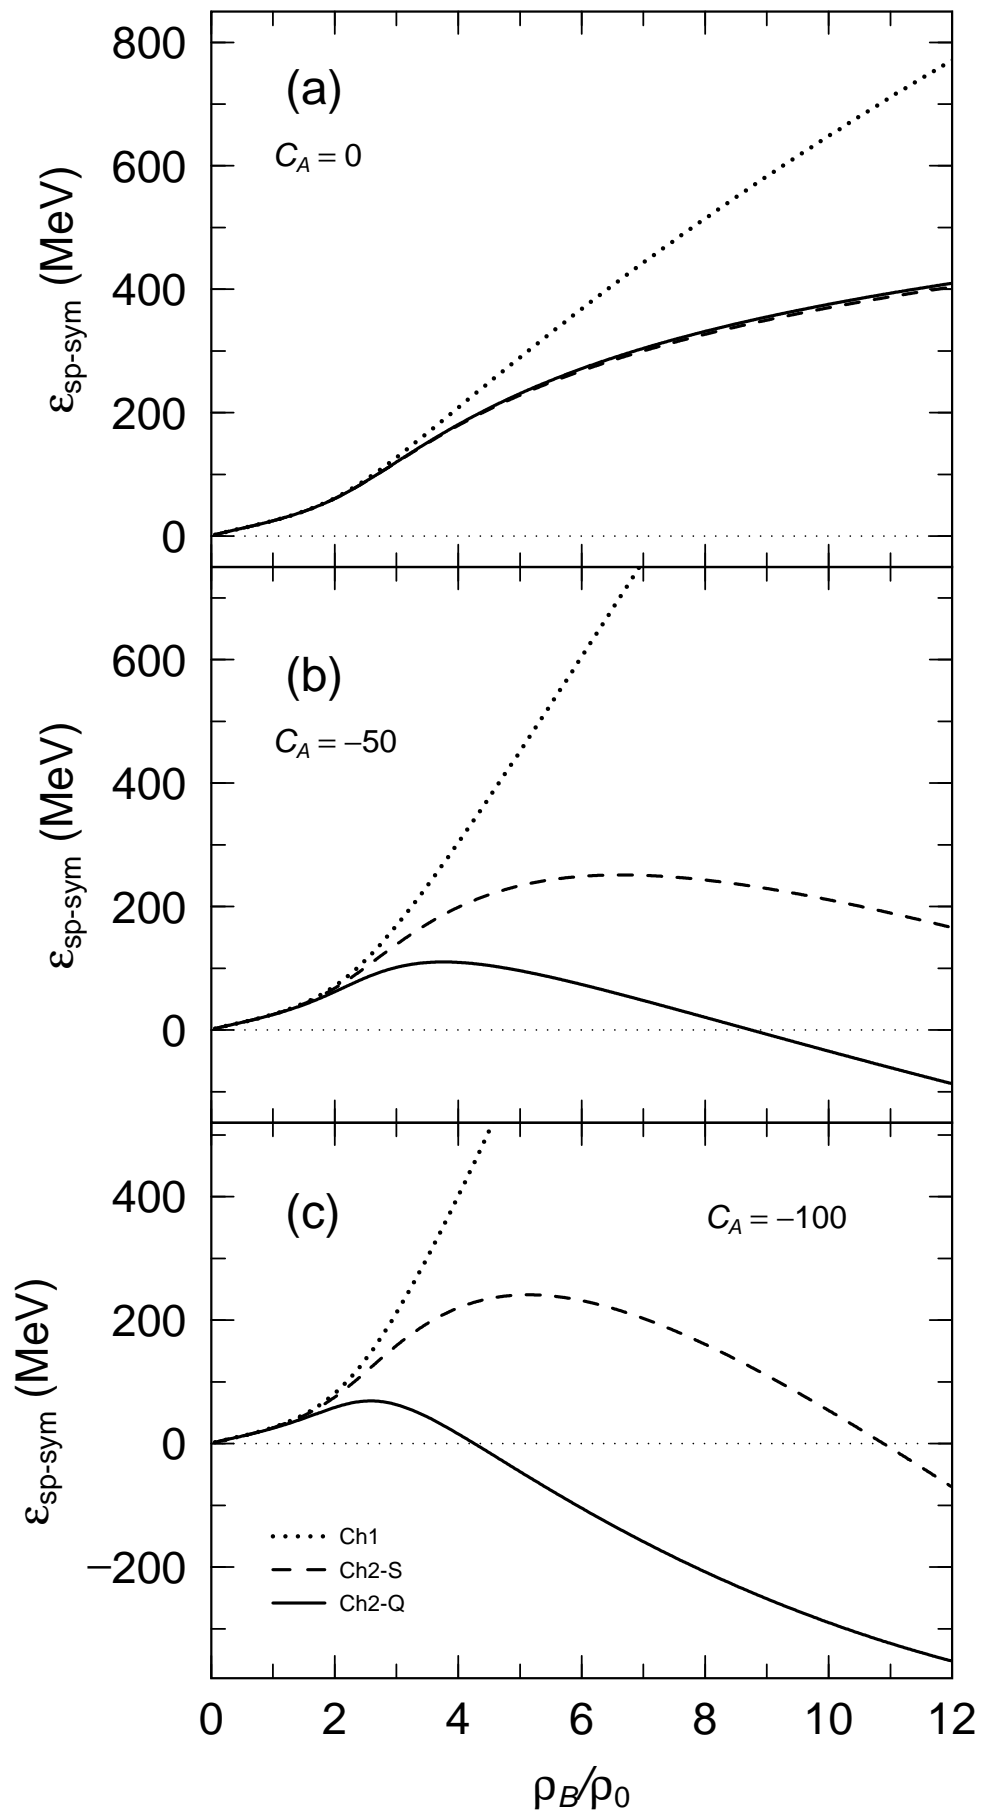 800
(a)
C_A = 0
600
400
200
0
ε_sp-sym (MeV)
600
(b)
C_A = −50
400
200
0
ε_sp-sym (MeV)
400
(c)
C_A = −100
200
0
−200
ε_sp-sym (MeV)
Ch1
Ch2-S
Ch2-Q
0 2 4 6 8 10 12
ρ_B/ρ_0